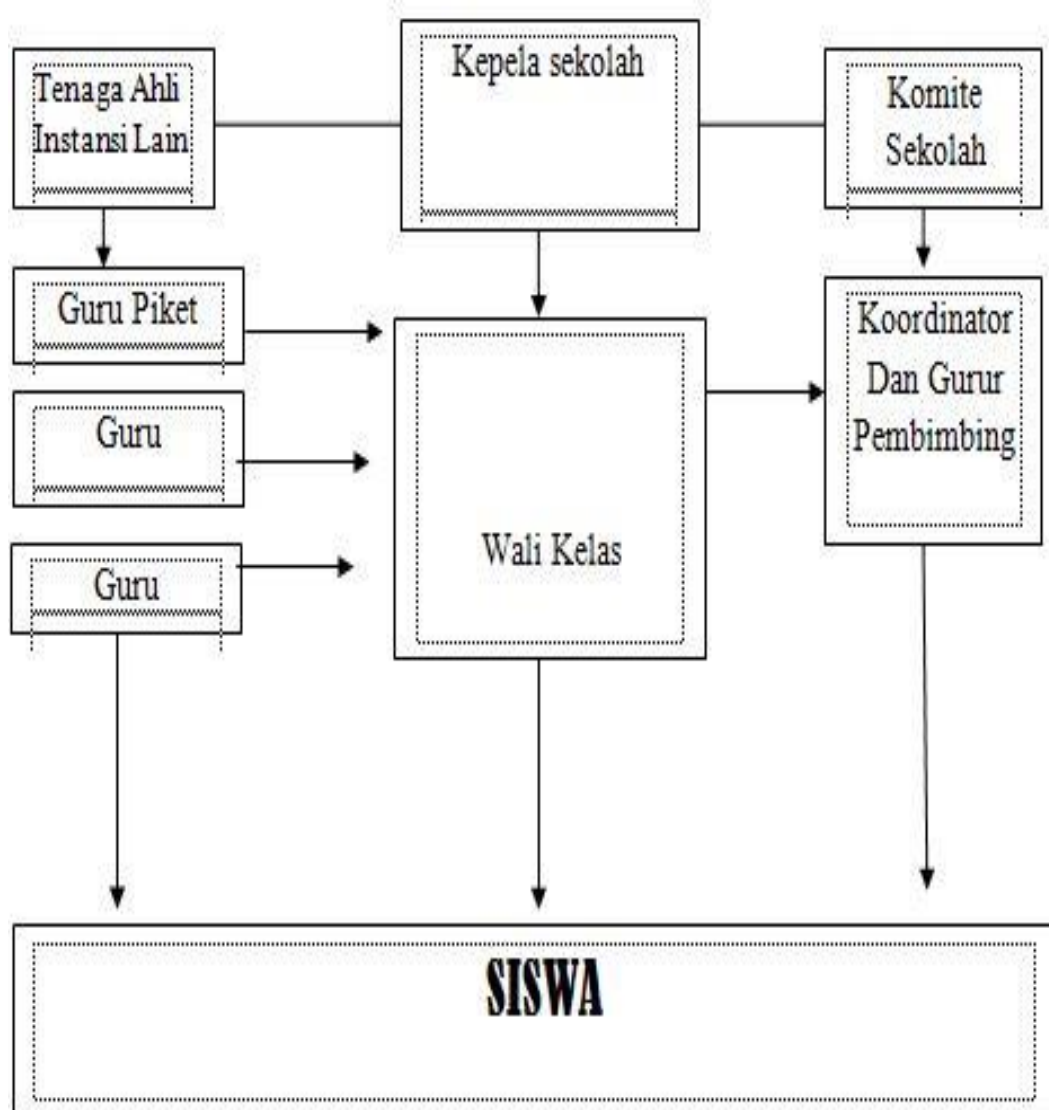 Tenaga Ahli
Instansi Lain
Kepela sekolah
Komite
Sekolah
Guru Piket
Koordinator
Dan Gurur
Pembimbing
Guru
Wali Kelas
Guru
SISWA